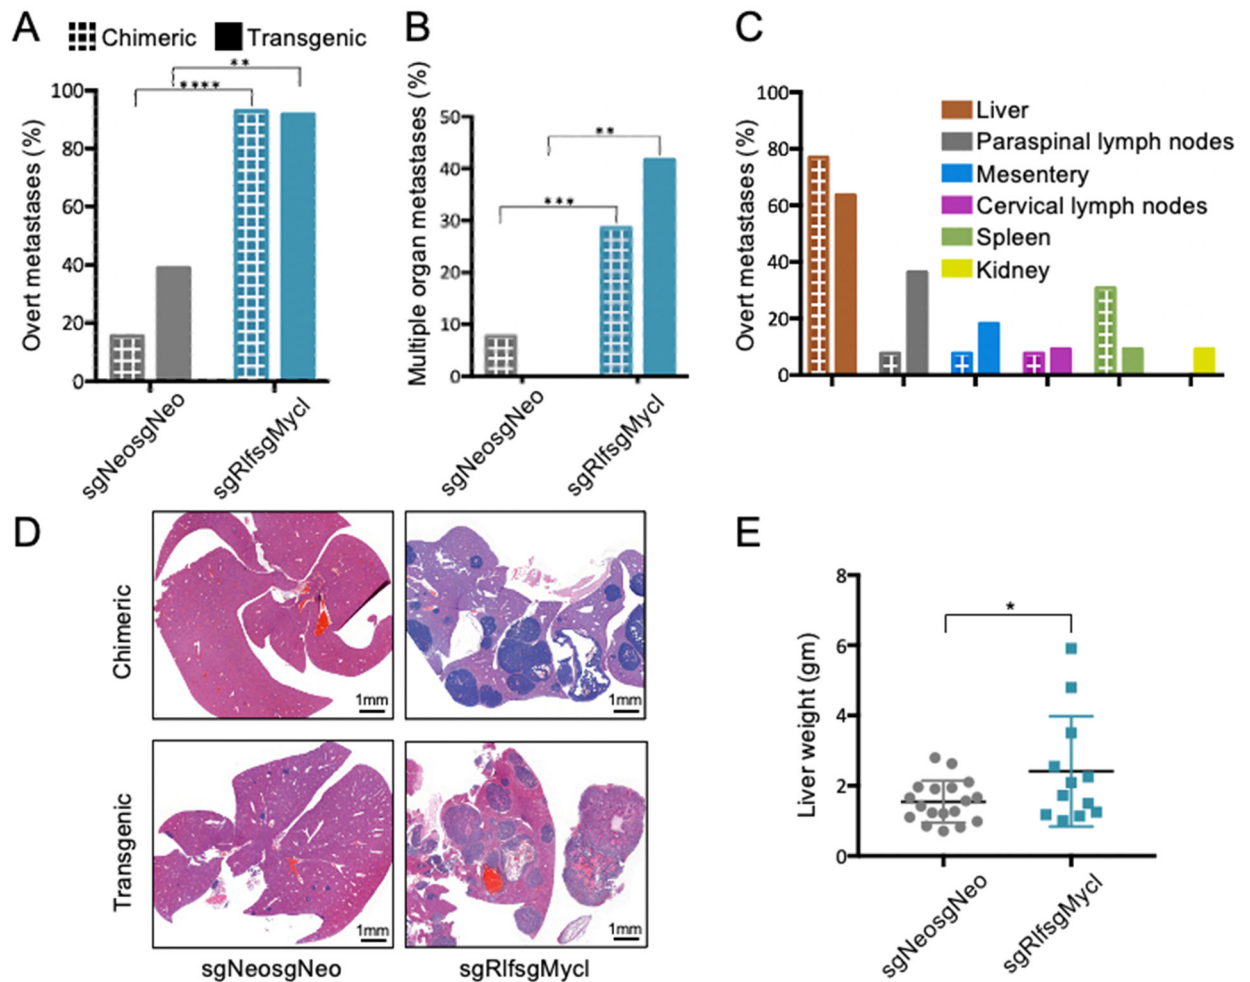 A
Chimeric
Transgenic
Overt metastases (%)
100
80
60
40
20
0
****
**
sgNeosgNeo
sgRlfsgMycl
B
Multiple organ metastases (%)
50
40
30
20
10
0
***
**
sgNeosgNeo
sgRlfsgMycl
C
Overt metastases (%)
100
80
60
40
20
0
Liver
Paraspinal lymph nodes
Mesentery
Cervical lymph nodes
Spleen
Kidney
D
Chimeric
Transgenic
1mm
1mm
1mm
1mm
sgNeosgNeo
sgRlfsgMycl
E
Liver weight (gm)
8
6
4
2
0
*
sgNeosgNeo
sgRlfsgMycl